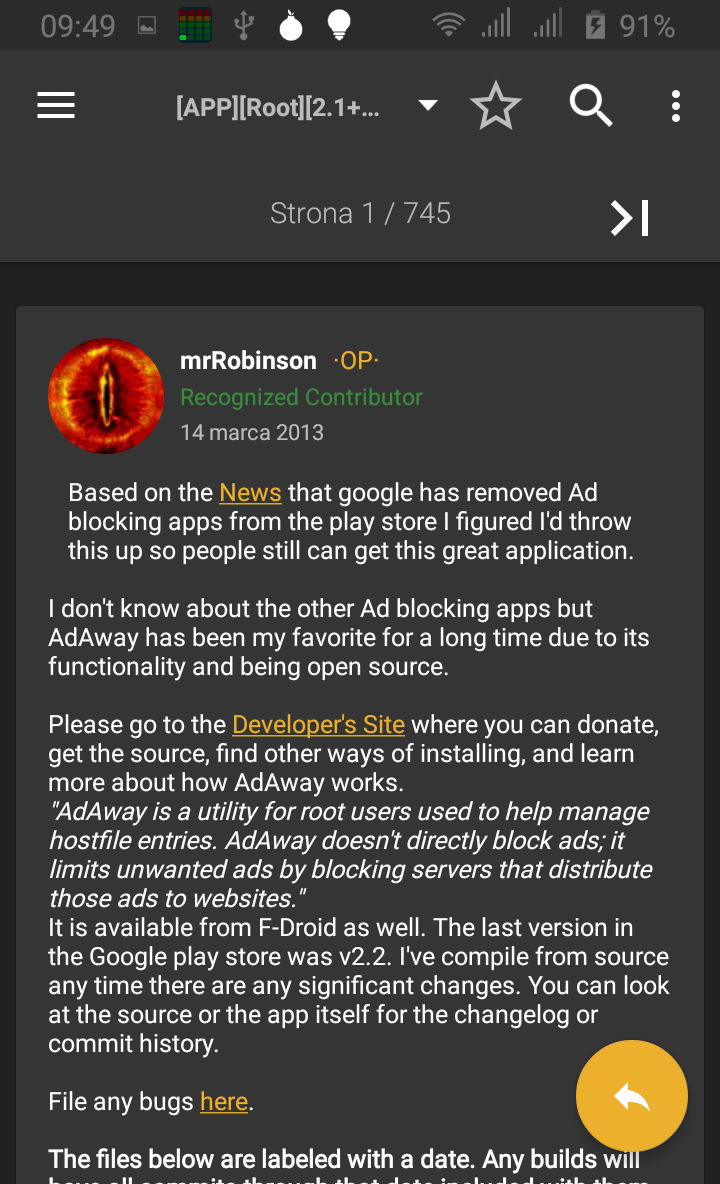 09:49
91%
[APP][Root][2.1+...
Strona 1 / 745
mrRobinson ·OP·
Recognized Contributor
14 marca 2013
Based on the News that google has removed Ad
blocking apps from the play store I figured I'd throw
this up so people still can get this great application.
I don't know about the other Ad blocking apps but
AdAway has been my favorite for a long time due to its
functionality and being open source.
Please go to the Developer's Site where you can donate,
get the source, find other ways of installing, and learn
more about how AdAway works.
"AdAway is a utility for root users used to help manage
hostfile entries. AdAway doesn't directly block ads; it
limits unwanted ads by blocking servers that distribute
those ads to websites."
It is available from F-Droid as well. The last version in
the Google play store was v2.2. I've compile from source
any time there are any significant changes. You can look
at the source or the app itself for the changelog or
commit history.
File any bugs here.
The files below are labeled with a date. Any builds will
have all commits through that date included with them